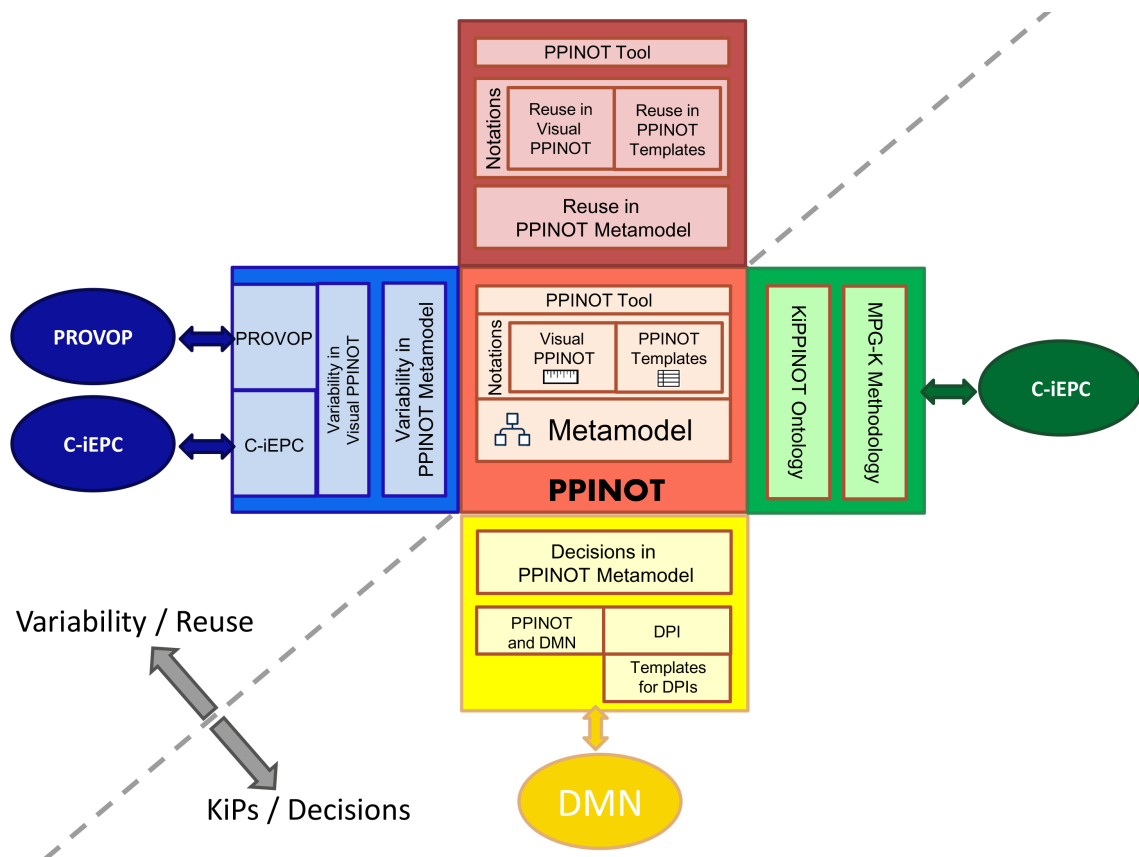 PPINOT Tool
Notations
Reuse in
Visual
PPINOT
Reuse in
PPINOT
Templates
Reuse in
PPINOT Metamodel
PROVOP
C-iEPC
PROVOP
C-iEPC
Variability in
Visual PPINOT
Variability in
PPINOT Metamodel
PPINOT Tool
Notations
Visual
PPINOT
PPINOT
Templates
Metamodel
PPINOT
KiPPINOT Ontology
MPG-K Methodology
C-iEPC
Decisions in
PPINOT Metamodel
PPINOT
and DMN
DPI
Templates
for DPIs
DMN
Variability / Reuse
KiPs / Decisions